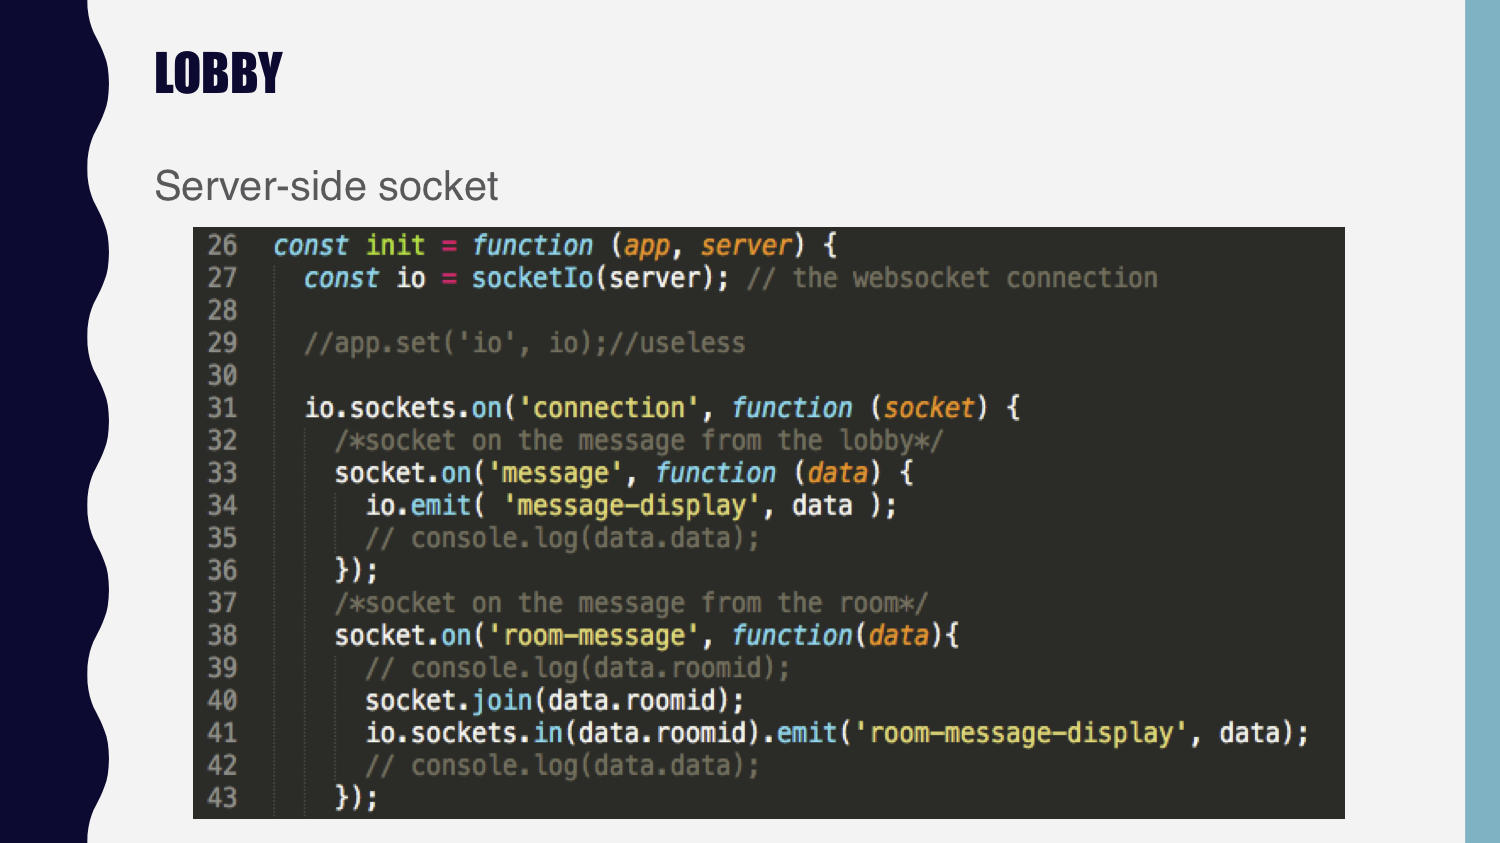 LOBBY
Server-side socket
26 const init = function (app, server) {
27 const io = socketIo(server); // the websocket connection
28
29 //app.set('io', io);//useless
30
31 io.sockets.on('connection', function (socket) {
32 /*socket on the message from the lobby*/
33 socket.on('message', function (data) {
34 io.emit( 'message-display', data );
35 // console.log(data.data);
36 });
37 /*socket on the message from the room*/
38 socket.on('room-message', function(data){
39 // console.log(data.roomid);
40 socket.join(data.roomid);
41 io.sockets.in(data.roomid).emit('room-message-display', data);
42 // console.log(data.data);
43 });